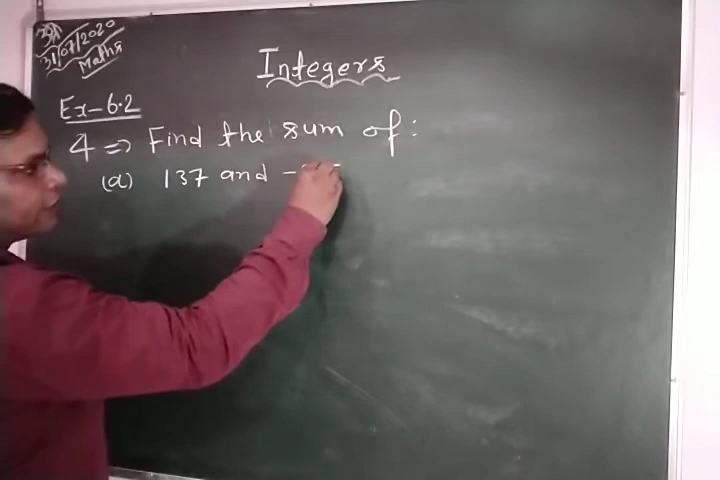 31/07/2020
Maths
Integers
Ex-6.2
4 ⇒ Find the sum of:
(a) 137 and -